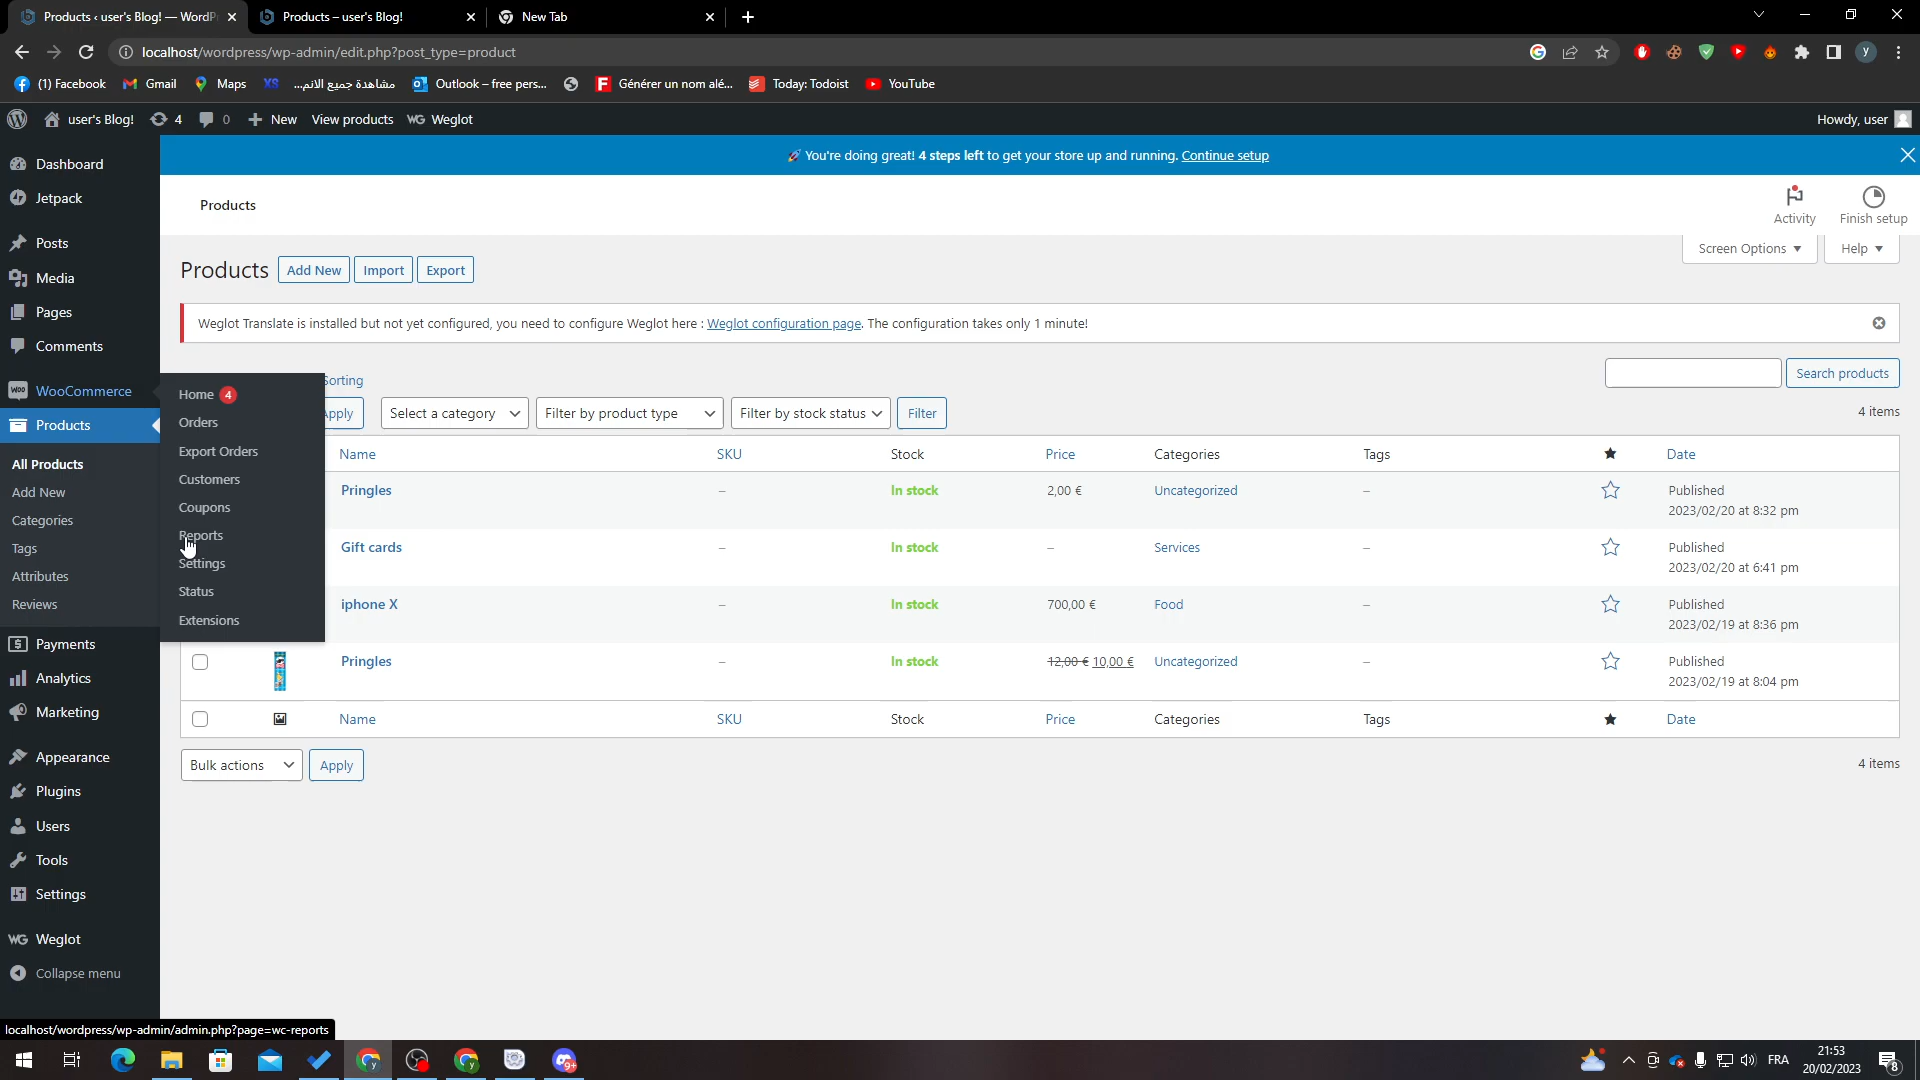 Products ‹ user's Blog! — WordP
Products – user's Blog!
New Tab
localhost/wordpress/wp-admin/edit.php?post_type=product
y
(1) Facebook
Gmail
Maps
XS
مشاهدة جميع الانم...
Outlook – free pers...
Générer un nom alé...
Today: Todoist
YouTube
user's Blog!
4
0
New
View products
WG Weglot
Howdy, user
Dashboard
Jetpack
Posts
Media
Pages
Comments
WooCommerce
Products
All Products
Add New
Categories
Tags
Attributes
Reviews
Payments
Analytics
Marketing
Appearance
Plugins
Users
Tools
Settings
WG Weglot
Collapse menu
Home 4
Orders
Export Orders
Customers
Coupons
Reports
Settings
Status
Extensions
You're doing great! 4 steps left to get your store up and running. Continue setup
Products
Activity
Finish setup
Screen Options
Help
Products
Add New
Import
Export
Weglot Translate is installed but not yet configured, you need to configure Weglot here : Weglot configuration page. The configuration takes only 1 minute!
Sorting
Search products
Apply
Select a category
Filter by product type
Filter by stock status
Filter
4 items
Name SKU Stock Price Categories Tags Date
Pringles – In stock 2,00 € Uncategorized – Published
2023/02/20 at 8:32 pm
Gift cards – In stock – Services – Published
2023/02/20 at 6:41 pm
iphone X – In stock 700,00 € Food – Published
2023/02/19 at 8:36 pm
Pringles – In stock 12,00 € 10,00 € Uncategorized – Published
2023/02/19 at 8:04 pm
Name SKU Stock Price Categories Tags Date
Bulk actions
Apply
4 items
localhost/wordpress/wp-admin/admin.php?page=wc-reports
FRA
21:53
20/02/2023
8